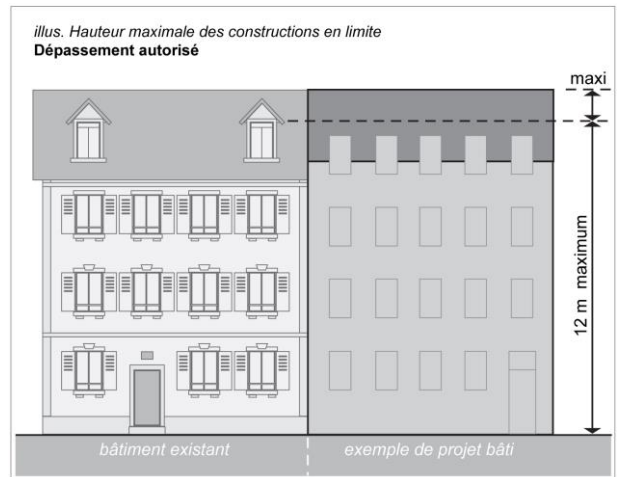 illus. Hauteur maximale des constructions en limite
Dépassement autorisé
maxi
12 m maximum
bâtiment existant
exemple de projet bâti